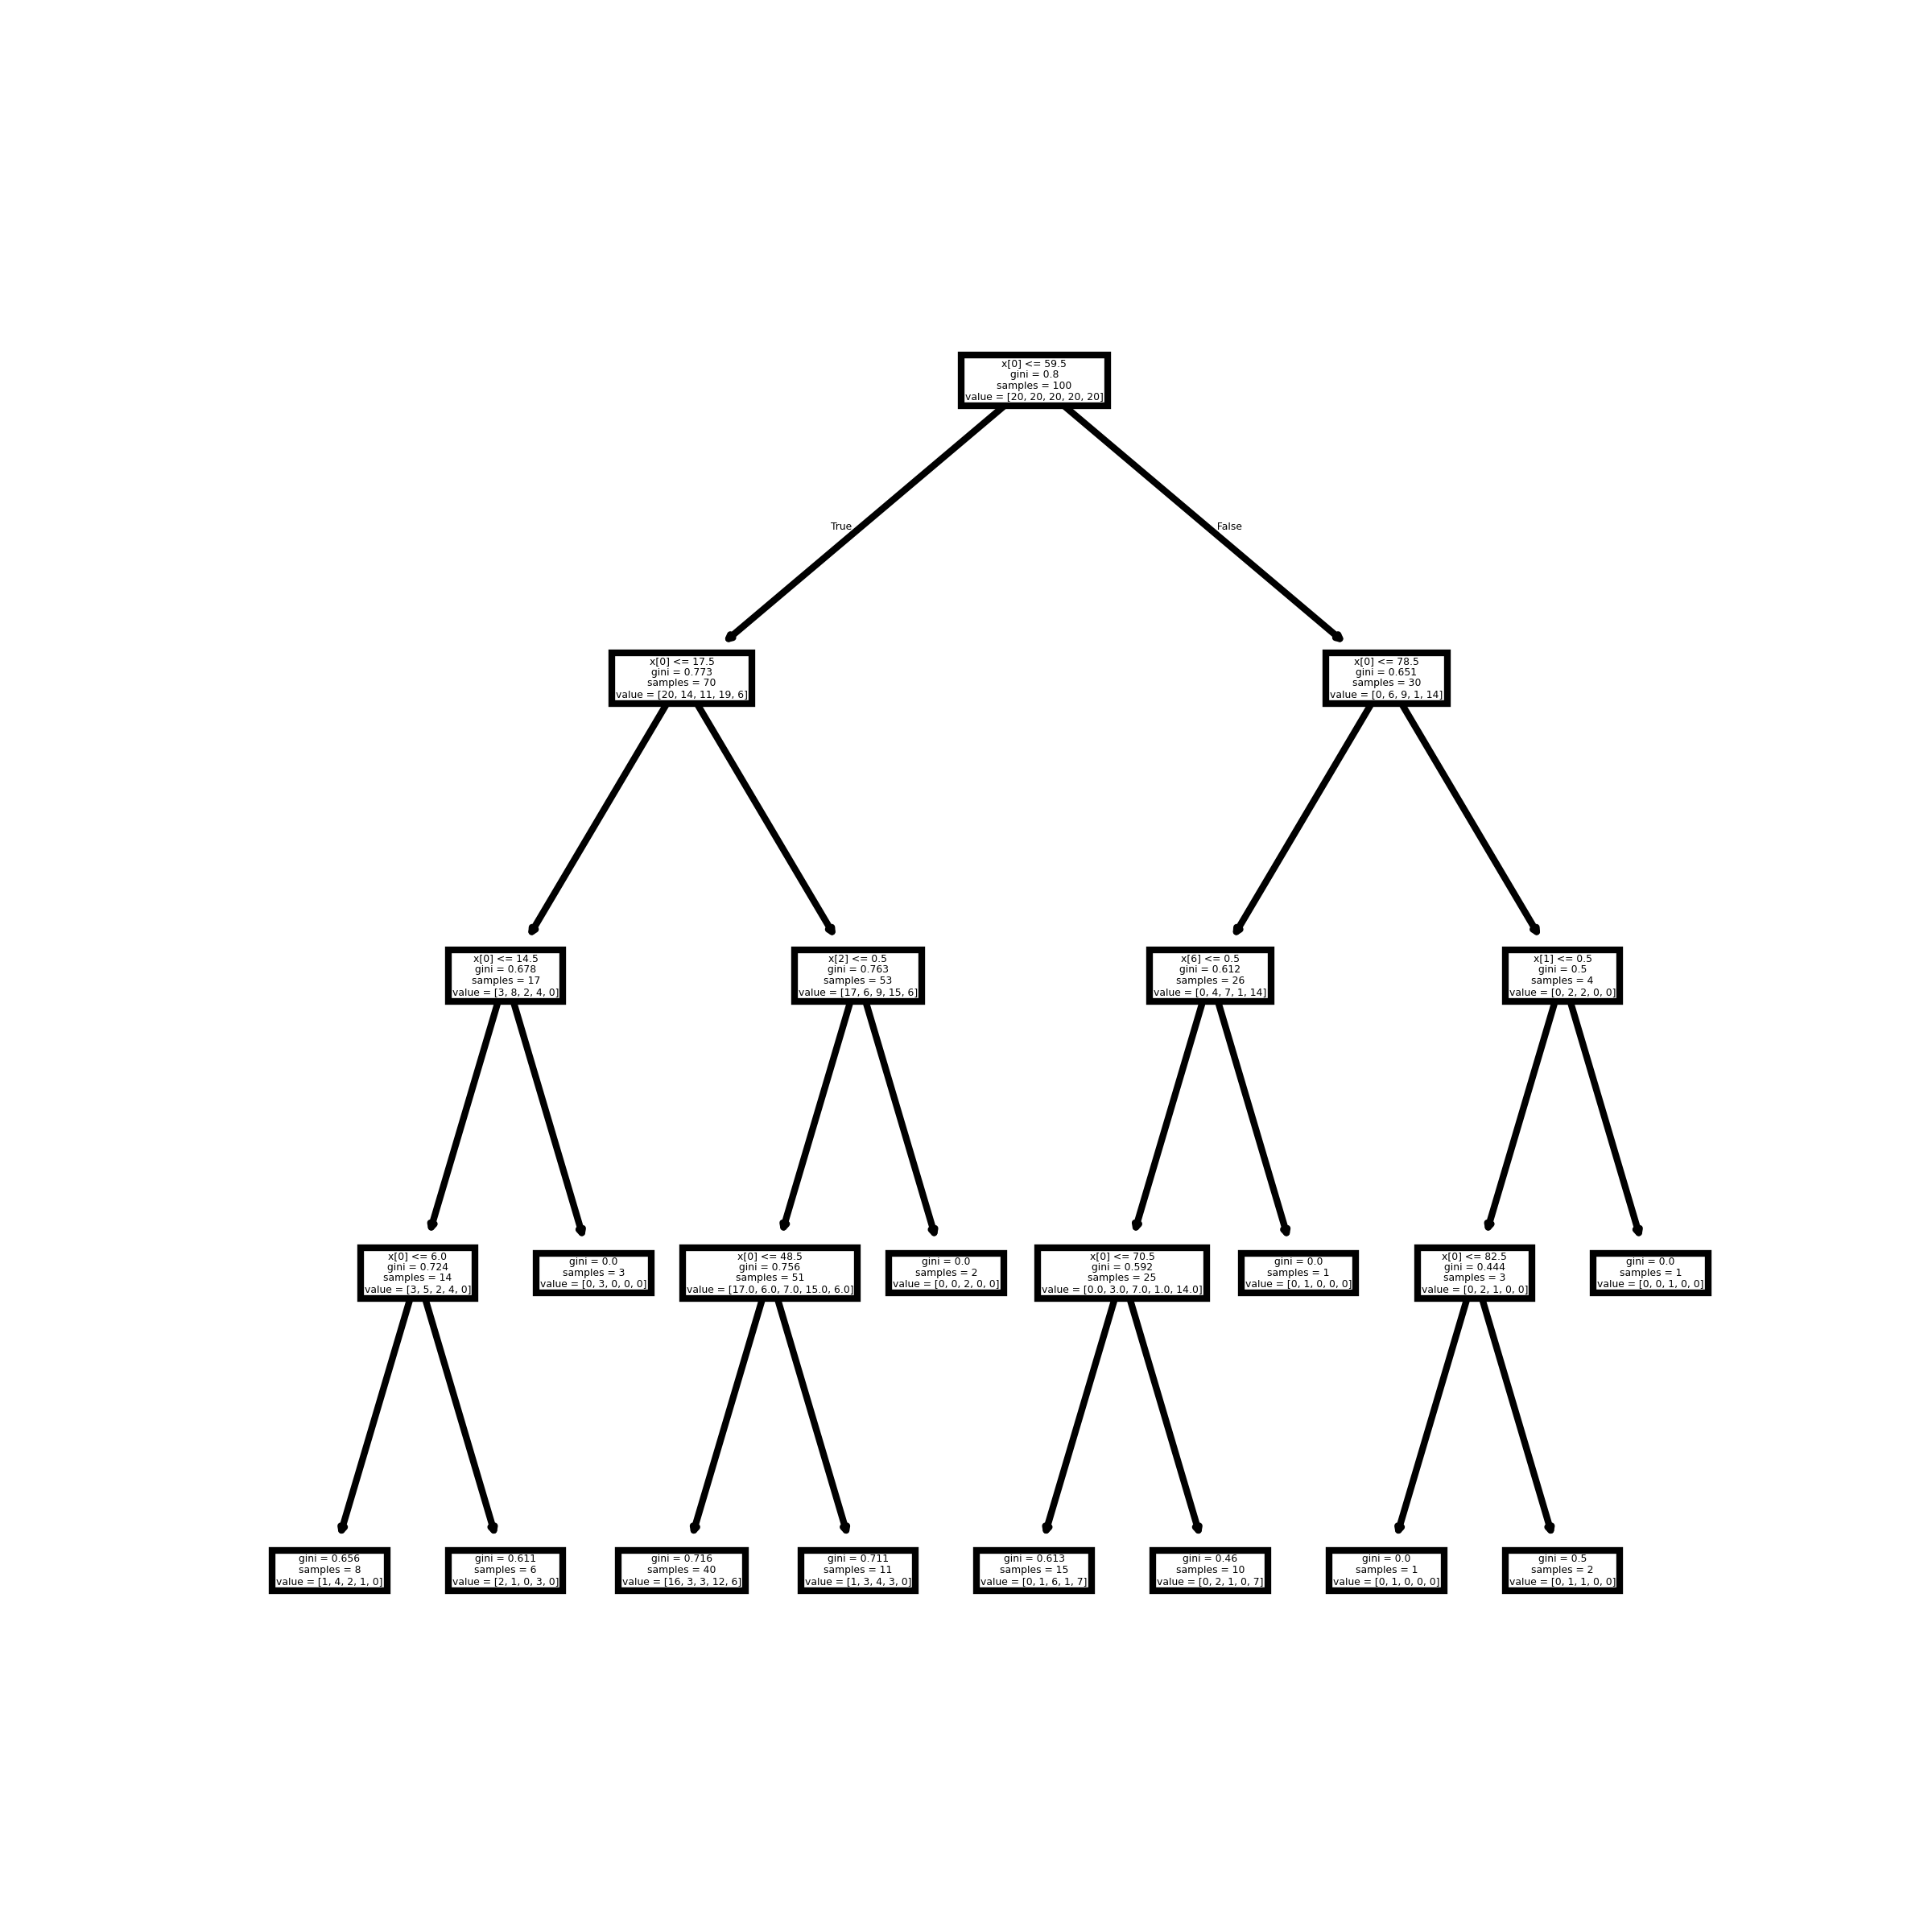 x[0] <= 59.5
gini = 0.8
samples = 100
value = [20, 20, 20, 20, 20]
True
False
x[0] <= 17.5
gini = 0.773
samples = 70
value = [20, 14, 11, 19, 6]
x[0] <= 78.5
gini = 0.651
samples = 30
value = [0, 6, 9, 1, 14]
x[0] <= 14.5
gini = 0.678
samples = 17
value = [3, 8, 2, 4, 0]
x[2] <= 0.5
gini = 0.763
samples = 53
value = [17, 6, 9, 15, 6]
x[6] <= 0.5
gini = 0.612
samples = 26
value = [0, 4, 7, 1, 14]
x[1] <= 0.5
gini = 0.5
samples = 4
value = [0, 2, 2, 0, 0]
x[0] <= 6.0
gini = 0.724
samples = 14
value = [3, 5, 2, 4, 0]
gini = 0.0
samples = 3
value = [0, 3, 0, 0, 0]
x[0] <= 48.5
gini = 0.756
samples = 51
value = [17.0, 6.0, 7.0, 15.0, 6.0]
gini = 0.0
samples = 2
value = [0, 0, 2, 0, 0]
x[0] <= 70.5
gini = 0.592
samples = 25
value = [0.0, 3.0, 7.0, 1.0, 14.0]
gini = 0.0
samples = 1
value = [0, 1, 0, 0, 0]
x[0] <= 82.5
gini = 0.444
samples = 3
value = [0, 2, 1, 0, 0]
gini = 0.0
samples = 1
value = [0, 0, 1, 0, 0]
gini = 0.656
samples = 8
value = [1, 4, 2, 1, 0]
gini = 0.611
samples = 6
value = [2, 1, 0, 3, 0]
gini = 0.716
samples = 40
value = [16, 3, 3, 12, 6]
gini = 0.711
samples = 11
value = [1, 3, 4, 3, 0]
gini = 0.613
samples = 15
value = [0, 1, 6, 1, 7]
gini = 0.46
samples = 10
value = [0, 2, 1, 0, 7]
gini = 0.0
samples = 1
value = [0, 1, 0, 0, 0]
gini = 0.5
samples = 2
value = [0, 1, 1, 0, 0]